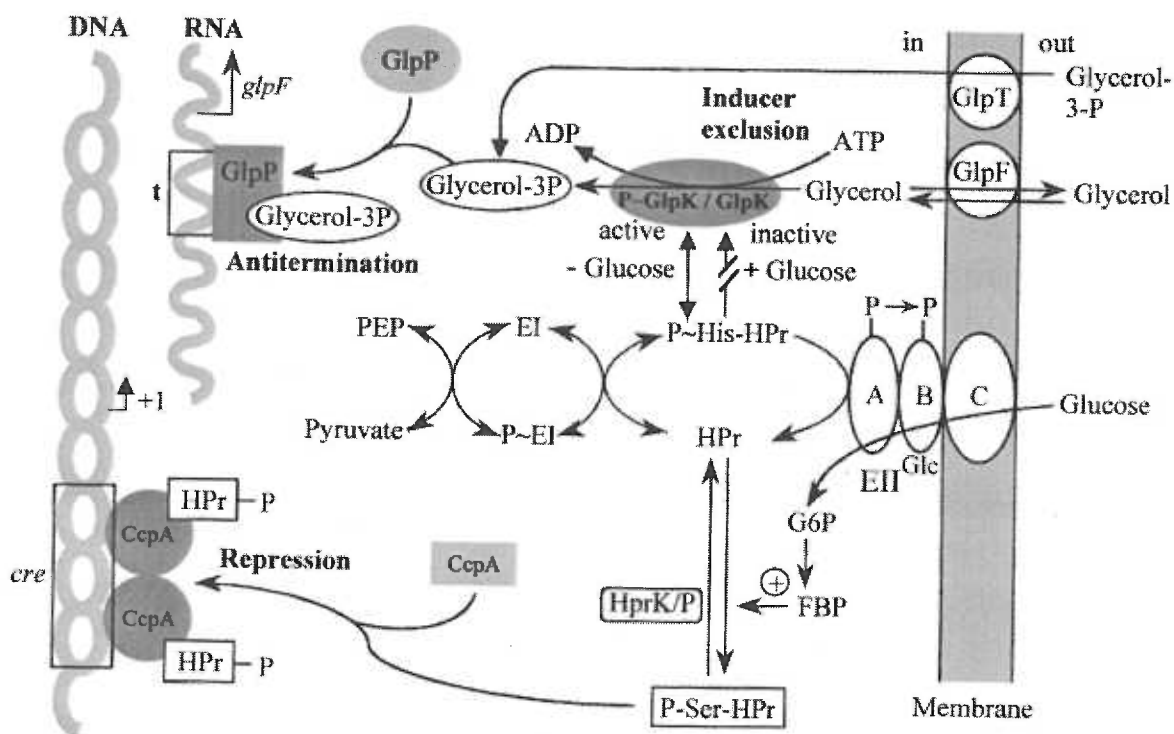 DNA
RNA
glpF
GlpP
in
out
GlpT
Glycerol-
3-P
Inducer
exclusion
ADP
ATP
t
GlpP
Glycerol-3P
Glycerol-3P
P~GlpK / GlpK
Glycerol
GlpF
Glycerol
Antitermination
active
inactive
- Glucose
+ Glucose
P → P
PEP
EI
P~His-HPr
+1
A
B
C
Glucose
Pyruvate
P~EI
HPr
EII
Glc
HPr
P
G6P
CcpA
Repression
CcpA
cre
+
HprK/P
FBP
CcpA
HPr
P
P-Ser-HPr
Membrane